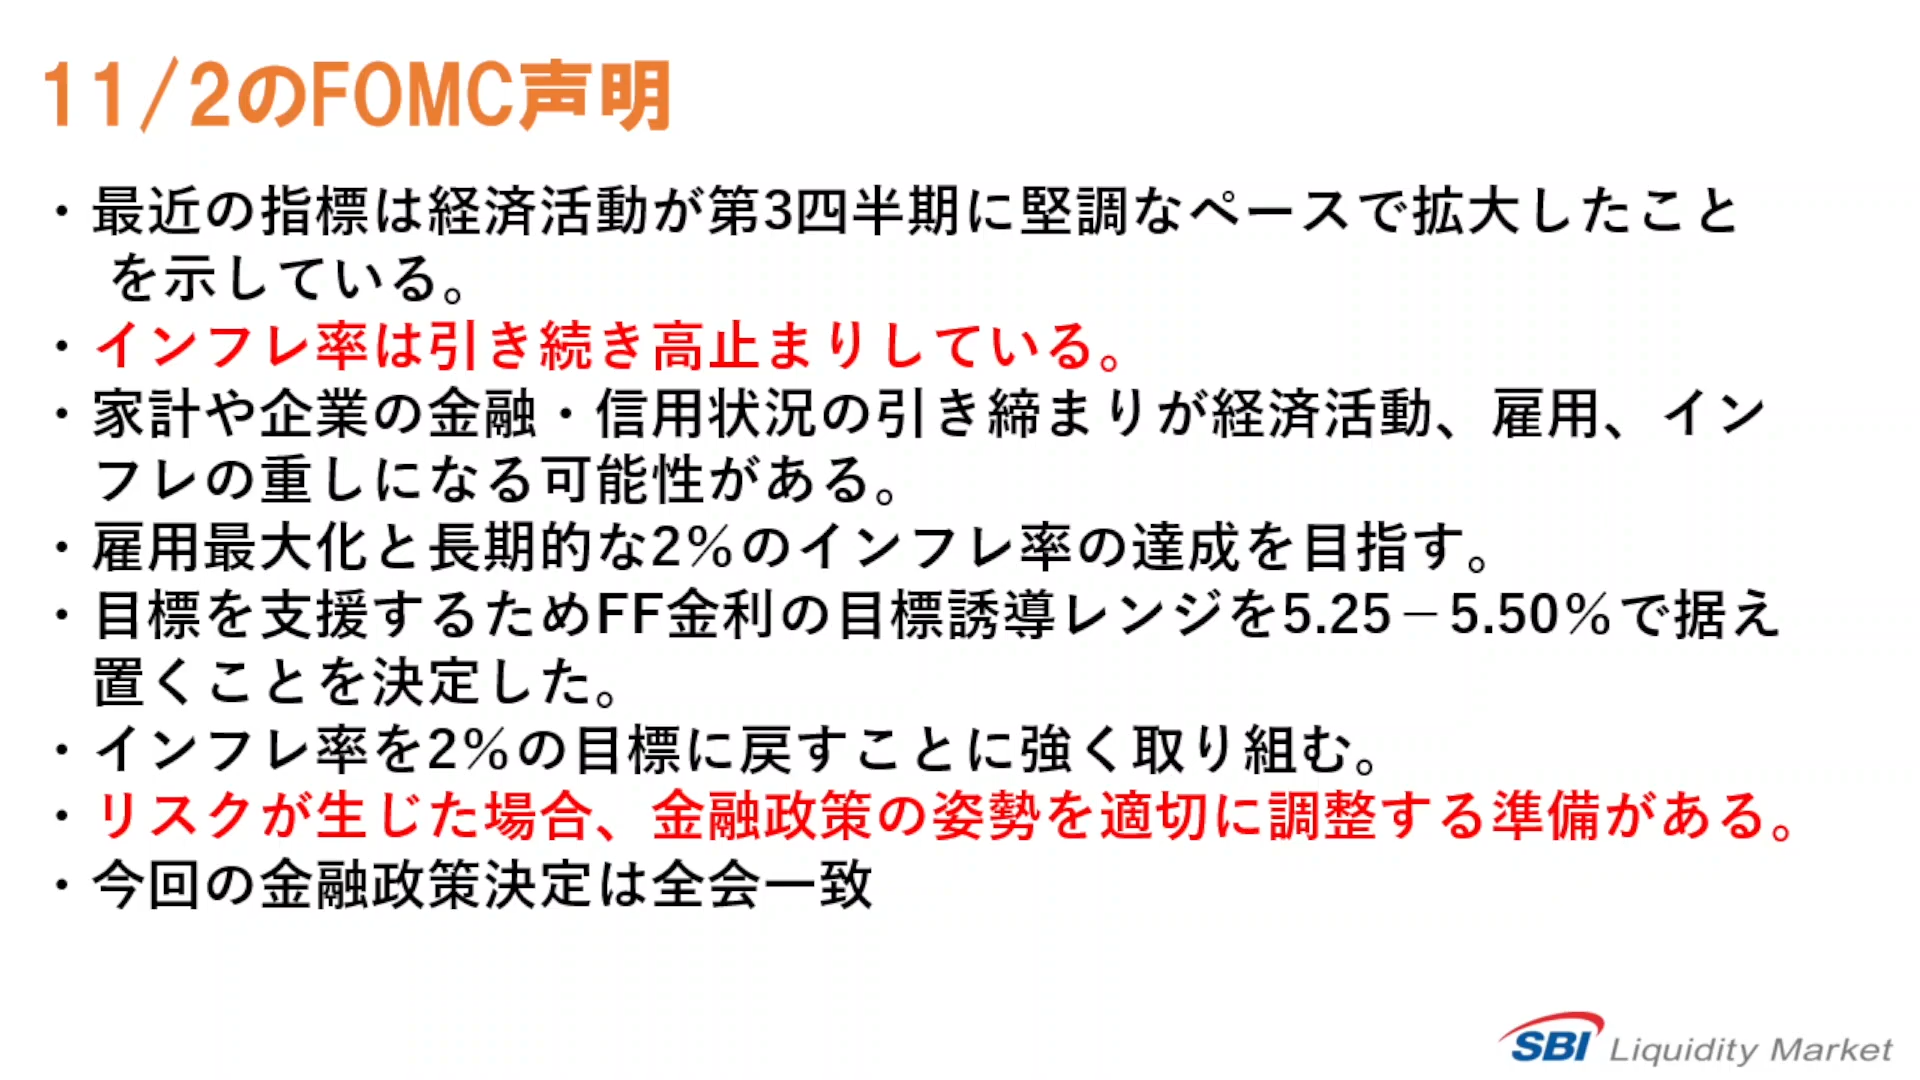 11/2のFOMC声明
・最近の指標は経済活動が第3四半期に堅調なペースで拡大したこと
を示している。
・インフレ率は引き続き高止まりしている。
・家計や企業の金融・信用状況の引き締まりが経済活動、雇用、イン
フレの重しになる可能性がある。
・雇用最大化と長期的な2％のインフレ率の達成を目指す。
・目標を支援するためFF金利の目標誘導レンジを5.25－5.50％で据え
置くことを決定した。
・インフレ率を2％の目標に戻すことに強く取り組む。
・リスクが生じた場合、金融政策の姿勢を適切に調整する準備がある。
・今回の金融政策決定は全会一致
SBI Liquidity Market